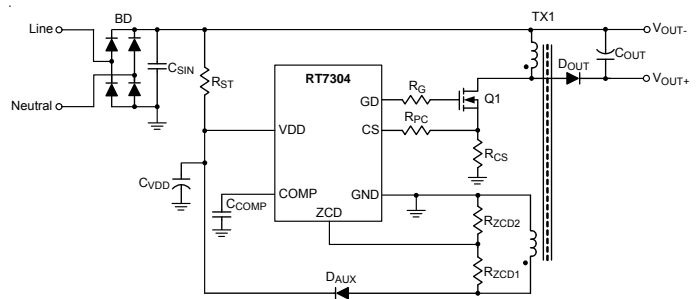 Line
BD
TX1
VOUT-
CSIN
RST
RT7304
DOUT
COUT
VOUT+
GD
RG
Q1
Neutral
VDD
CS
RPC
RCS
CVDD
COMP
GND
CCOMP
ZCD
RZCD2
RZCD1
DAUX